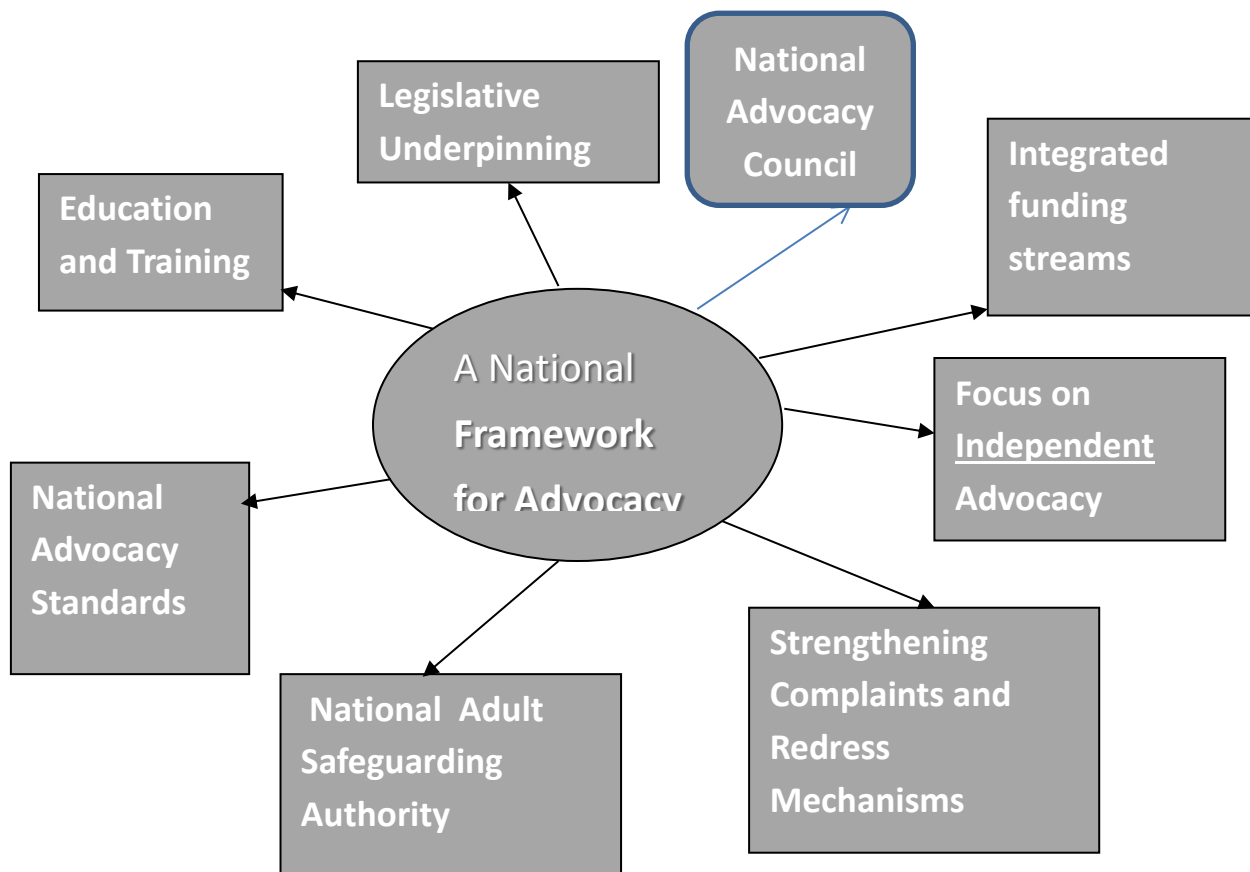 National
Advocacy
Council
Legislative
Underpinning
Integrated
funding
streams
Education
and Training
A National
Framework
for Advocacy
Focus on
Independent
Advocacy
National
Advocacy
Standards
Strengthening
Complaints and
Redress
Mechanisms
National Adult
Safeguarding
Authority